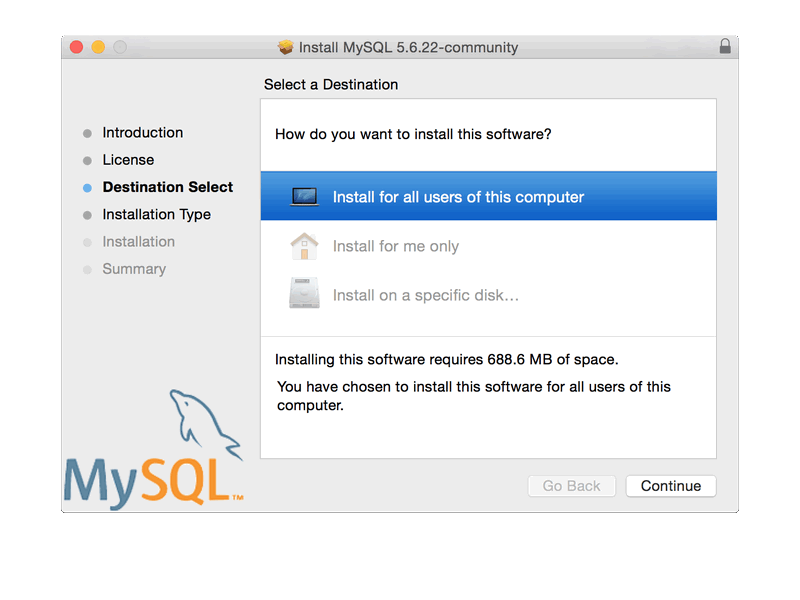 Install MySQL 5.6.22-community
Select a Destination
Introduction
License
Destination Select
Installation Type
Installation
Summary
How do you want to install this software?
Install for all users of this computer
Install for me only
Install on a specific disk…
Installing this software requires 688.6 MB of space.
You have chosen to install this software for all users of this
computer.
MySQL™
Go Back
Continue